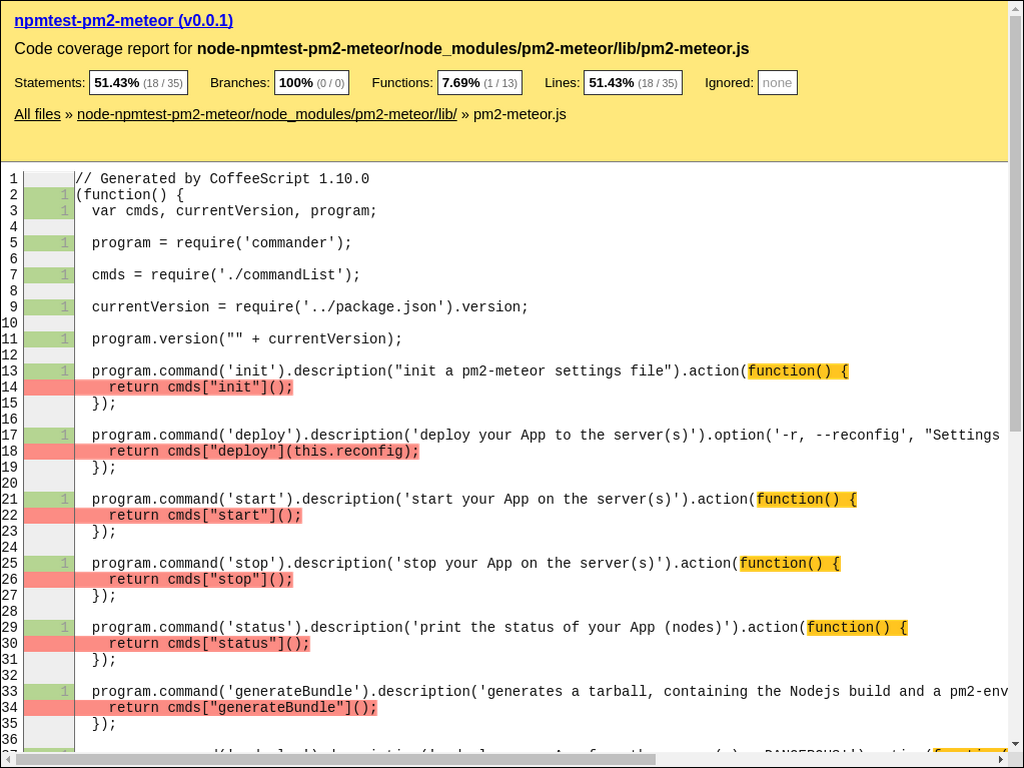 npmtest-pm2-meteor (v0.0.1)
Code coverage report for node-npmtest-pm2-meteor/node_modules/pm2-meteor/lib/pm2-meteor.js
Statements: 51.43% (18 / 35) Branches: 100% (0 / 0) Functions: 7.69% (1 / 13) Lines: 51.43% (18 / 35) Ignored: none
All files » node-npmtest-pm2-meteor/node_modules/pm2-meteor/lib/ » pm2-meteor.js
1 // Generated by CoffeeScript 1.10.0
2 1 (function() {
3 1 var cmds, currentVersion, program;
4
5 1 program = require('commander');
6
7 1 cmds = require('./commandList');
8
9 1 currentVersion = require('../package.json').version;
10
11 1 program.version("" + currentVersion);
12
13 1 program.command('init').description("init a pm2-meteor settings file").action(function() {
14 return cmds["init"]();
15 });
16
17 1 program.command('deploy').description('deploy your App to the server(s)').option('-r, --reconfig', "Settings
18 return cmds["deploy"](this.reconfig);
19 });
20
21 1 program.command('start').description('start your App on the server(s)').action(function() {
22 return cmds["start"]();
23 });
24
25 1 program.command('stop').description('stop your App on the server(s)').action(function() {
26 return cmds["stop"]();
27 });
28
29 1 program.command('status').description('print the status of your App (nodes)').action(function() {
30 return cmds["status"]();
31 });
32
33 1 program.command('generateBundle').description('generates a tarball, containing the Nodejs build and a pm2-env
34 return cmds["generateBundle"]();
35 });
36